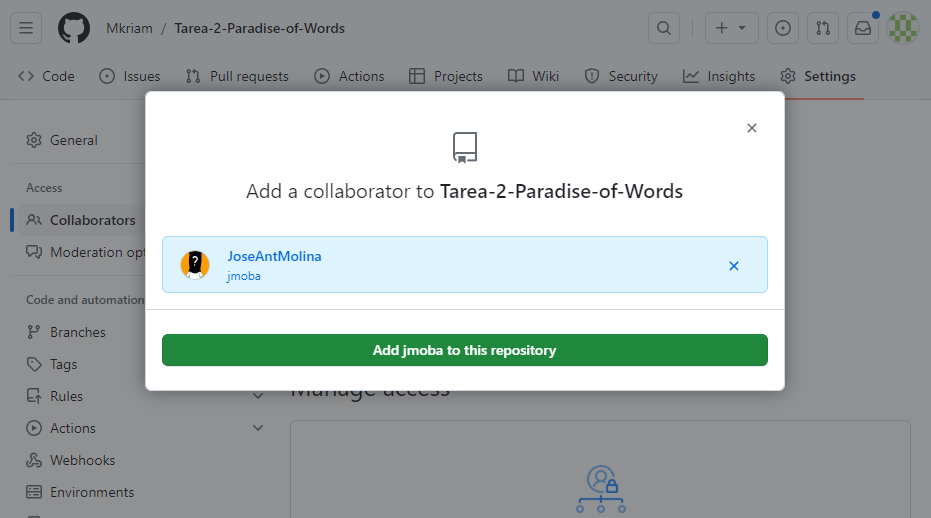 Mkriam / Tarea-2-Paradise-of-Words
Code Issues Pull requests Actions Projects Wiki Security Insights Settings
General
Access
Collaborators
Moderation
Code and automation
Branches
Tags
Rules
Actions
Webhooks
Environments
Add a collaborator to Tarea-2-Paradise-of-Words
?
JoseAntMolina
jmoba
Add jmoba to this repository
Manage access